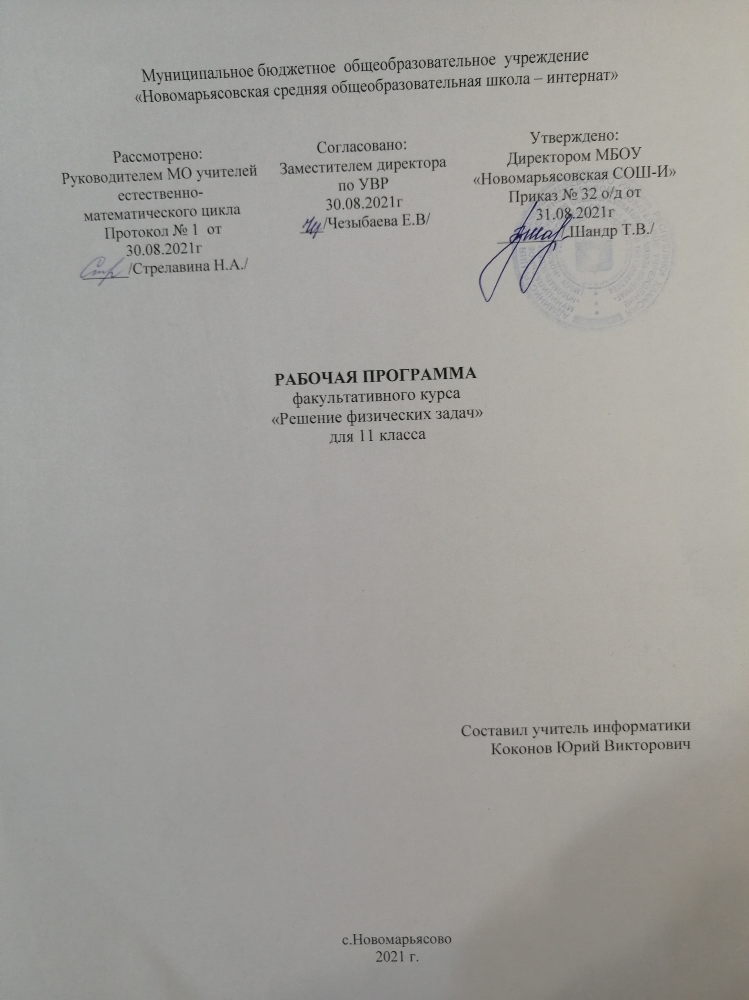 Муниципальное бюджетное общеобразовательное учреждение
«Новомарьясовская средняя общеобразовательная школа – интернат»
Рассмотрено:
Руководителем МО учителей
естественно-
математического цикла
Протокол № 1 от
30.08.2021г
/Стрелавина Н.А./
Согласовано:
Заместителем директора
по УВР
30.08.2021г
/Чезыбаева Е.В/
Утверждено:
Директором МБОУ
«Новомарьясовская СОШ-И»
Приказ № 32 о/д от
31.08.2021г
Шандр Т.В./
РАБОЧАЯ ПРОГРАММА
факультативного курса
«Решение физических задач»
для 11 класса
Составил учитель информатики
Коконов Юрий Викторович
с.Новомарьясово
2021 г.